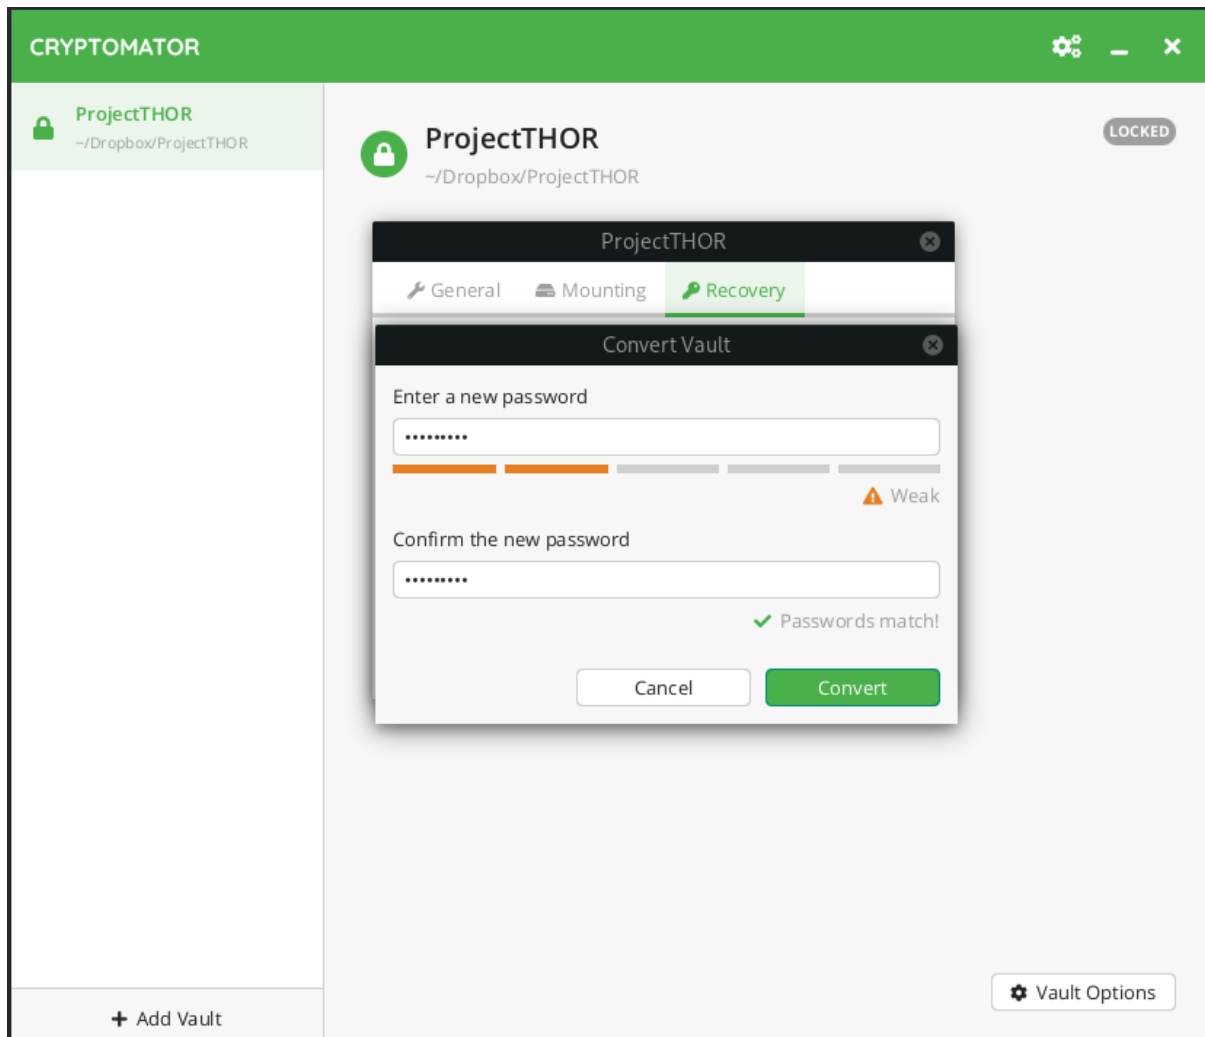 CRYPTOMATOR
ProjectTHOR
~/Dropbox/ProjectTHOR
ProjectTHOR
~/Dropbox/ProjectTHOR
LOCKED
ProjectTHOR
General Mounting Recovery
Convert Vault
Enter a new password
•••••••••
Weak
Confirm the new password
•••••••••
Passwords match!
Cancel Convert
Vault Options
Add Vault